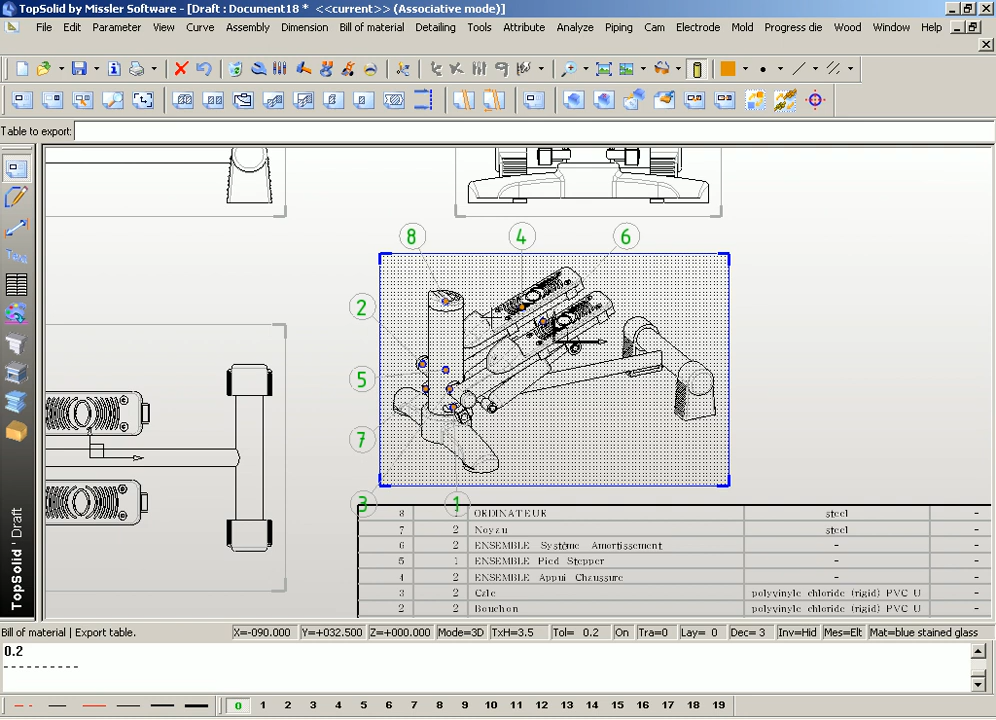 TopSolid by Missler Software - [Draft : Document18 * <<current>> (Associative mode)]
File Edit Parameter View Curve Assembly Dimension Bill of material Detailing Tools Attribute Analyze Piping Cam Electrode Mold Progress die Wood Window Help
Table to export:
8 4 6
2
5
7
3 1
8 ORDINATEUR steel -
7 2 Noyau steel -
6 2 ENSEMBLE Système Amortissement - -
5 1 ENSEMBLE Pied Stepper - -
4 2 ENSEMBLE Appui Chaussure - -
3 2 Cale polyvinyle chloride (rigid) PVC U -
2 2 Bouchon polyvinyle chloride (rigid) PVC U -
TopSolid ' Draft
Bill of material | Export table. X=-090.000 Y=+032.500 Z=+000.000 Mode=3D TxH=3.5 Tol= 0.2 On Tra=0 Lay= 0 Dec= 3 Inv=Hid Mes=Elt Mat=blue stained glass
0.2
----------
0 1 2 3 4 5 6 7 8 9 10 11 12 13 14 15 16 17 18 19